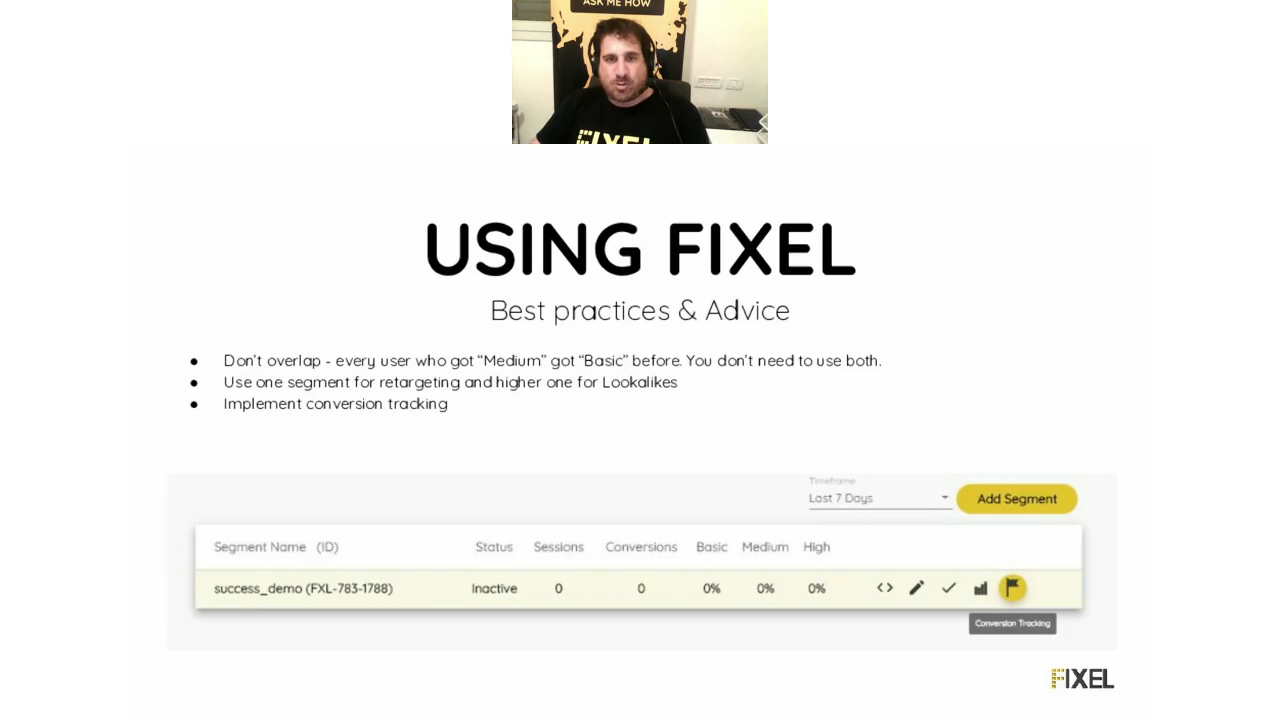 ASK ME HOW
FIXEL
USING FIXEL
Best practices & Advice
● Don't overlap - every user who got “Medium” got “Basic” before. You don't need to use both.
● Use one segment for retargeting and higher one for Lookalikes
● Implement conversion tracking
Timeframe
Last 7 Days
Add Segment
Segment Name (ID) Status Sessions Conversions Basic Medium High
success_demo (FXL-783-1788) Inactive 0 0 0% 0% 0%
Conversion Tracking
FIXEL